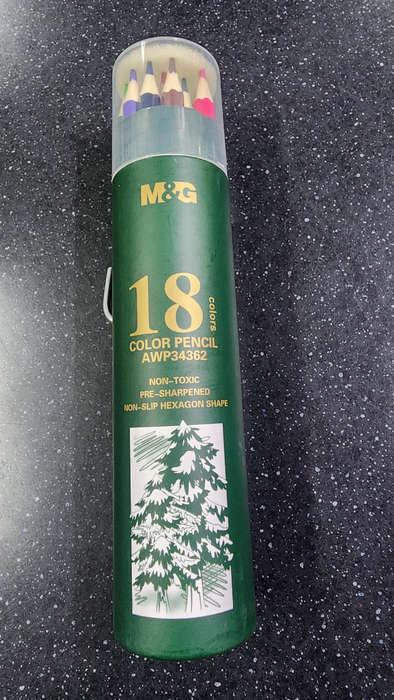 M&G
18 colors
COLOR PENCIL
AWP34362
NON-TOXIC
PRE-SHARPENED
NON-SLIP HEXAGON SHAPE